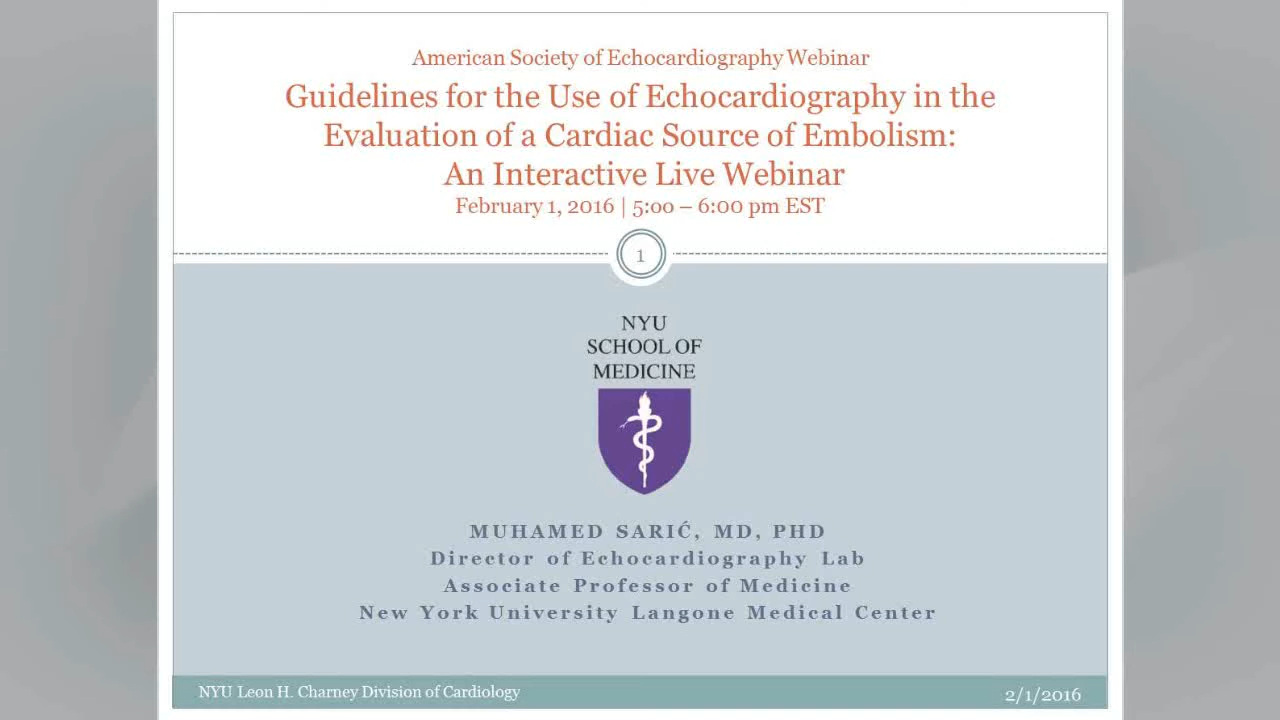 American Society of Echocardiography Webinar
Guidelines for the Use of Echocardiography in the
Evaluation of a Cardiac Source of Embolism:
An Interactive Live Webinar
February 1, 2016 | 5:00 – 6:00 pm EST
1
NYU
SCHOOL OF
MEDICINE
MUHAMED SARIĆ, MD, PHD
Director of Echocardiography Lab
Associate Professor of Medicine
New York University Langone Medical Center
NYU Leon H. Charney Division of Cardiology
2/1/2016